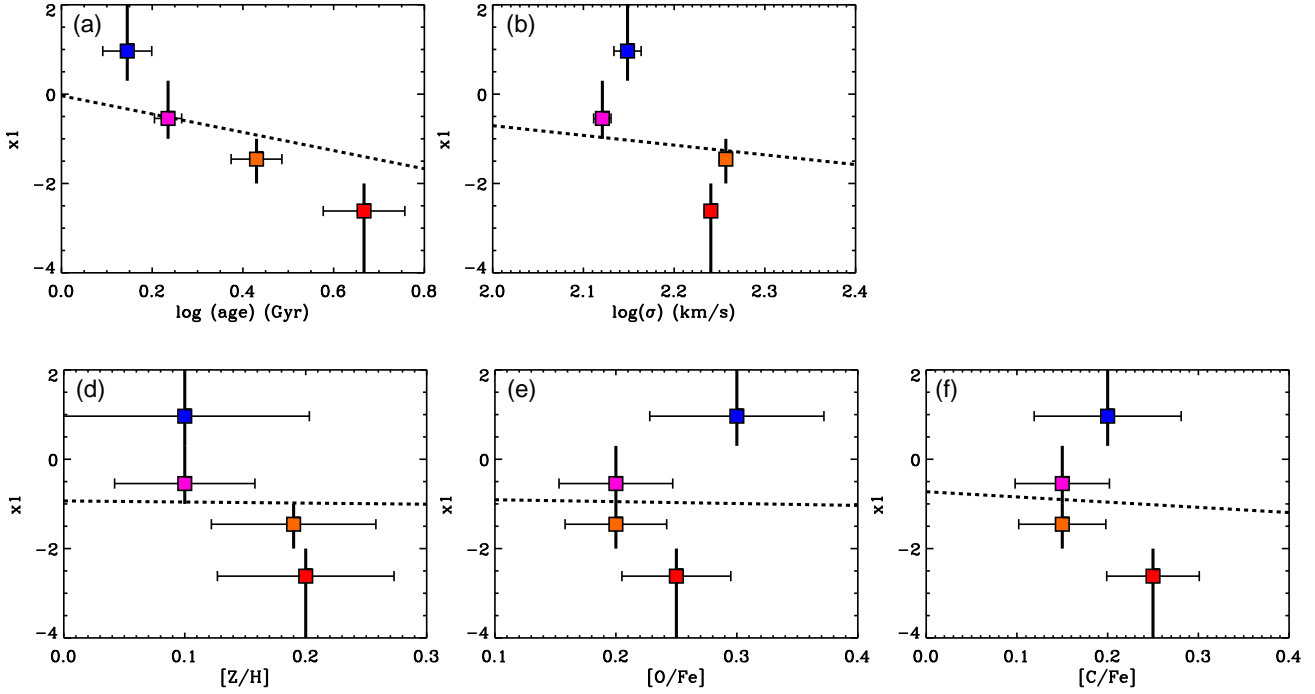 (a)
2
0
−2
−4
x1
0.0 0.2 0.4 0.6 0.8
log (age) (Gyr)
(b)
2
0
−2
−4
x1
2.0 2.1 2.2 2.3 2.4
log(σ) (km/s)
(d)
2
0
−2
−4
x1
0.0 0.1 0.2 0.3
[Z/H]
(e)
2
0
−2
−4
x1
0.1 0.2 0.3 0.4
[O/Fe]
(f)
2
0
−2
−4
x1
0.0 0.1 0.2 0.3 0.4
[C/Fe]